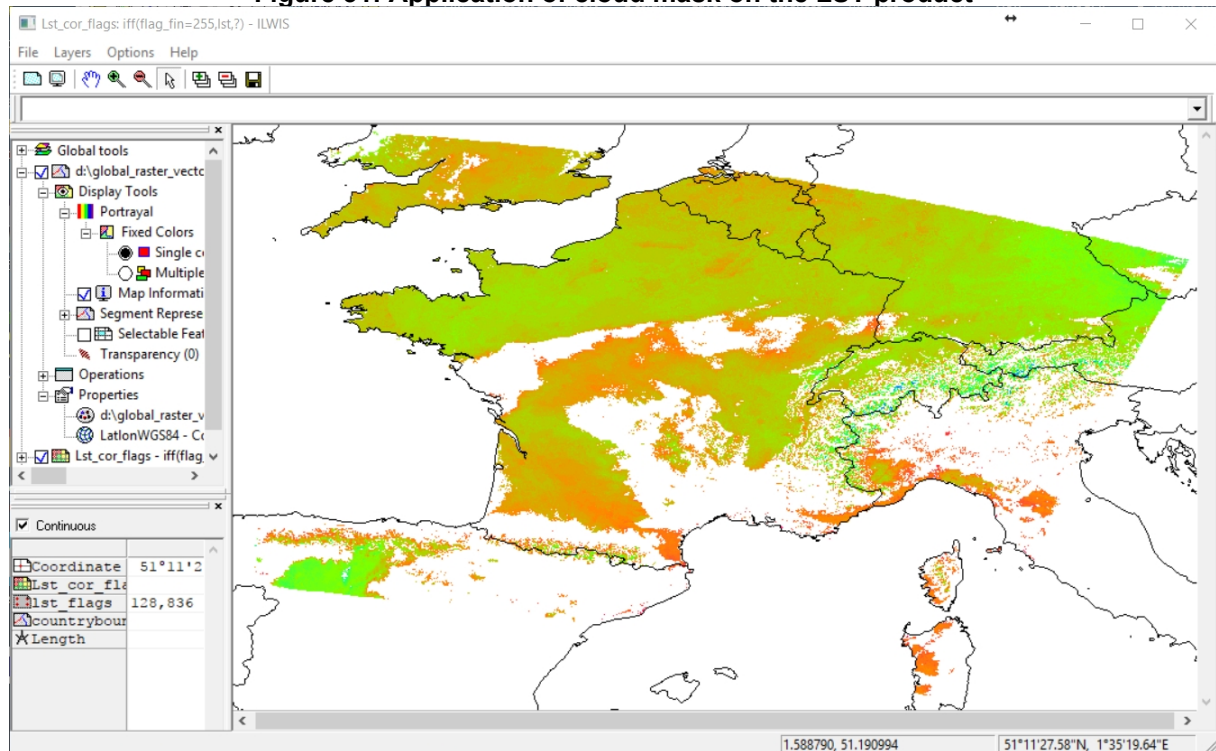 Lst_cor_flags: iff(flag_fin=255,lst,?) - ILWIS
File Layers Options Help
Global tools
d:\global_raster_vecto
Display Tools
Portrayal
Fixed Colors
Single co
Multiple
Map Informati
Segment Represe
Selectable Feat
Transparency (0)
Operations
Properties
d:\global_raster_v
LatlonWGS84 - Co
Lst_cor_flags - iff(flag_
Continuous
Coordinate 51°11'2
Lst_cor_fla
lst_flags 128,836
countryboun
Length
1.588790, 51.190994 51°11'27.58"N, 1°35'19.64"E